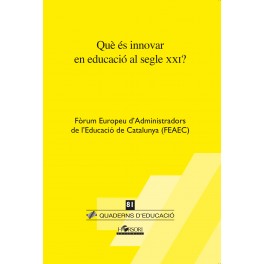 Què és innovar
en educació al segle XXI?
Fòrum Europeu d'Administradors
de l'Educació de Catalunya (FEAEC)
81
QUADERNS D'EDUCACIÓ
HORSORI